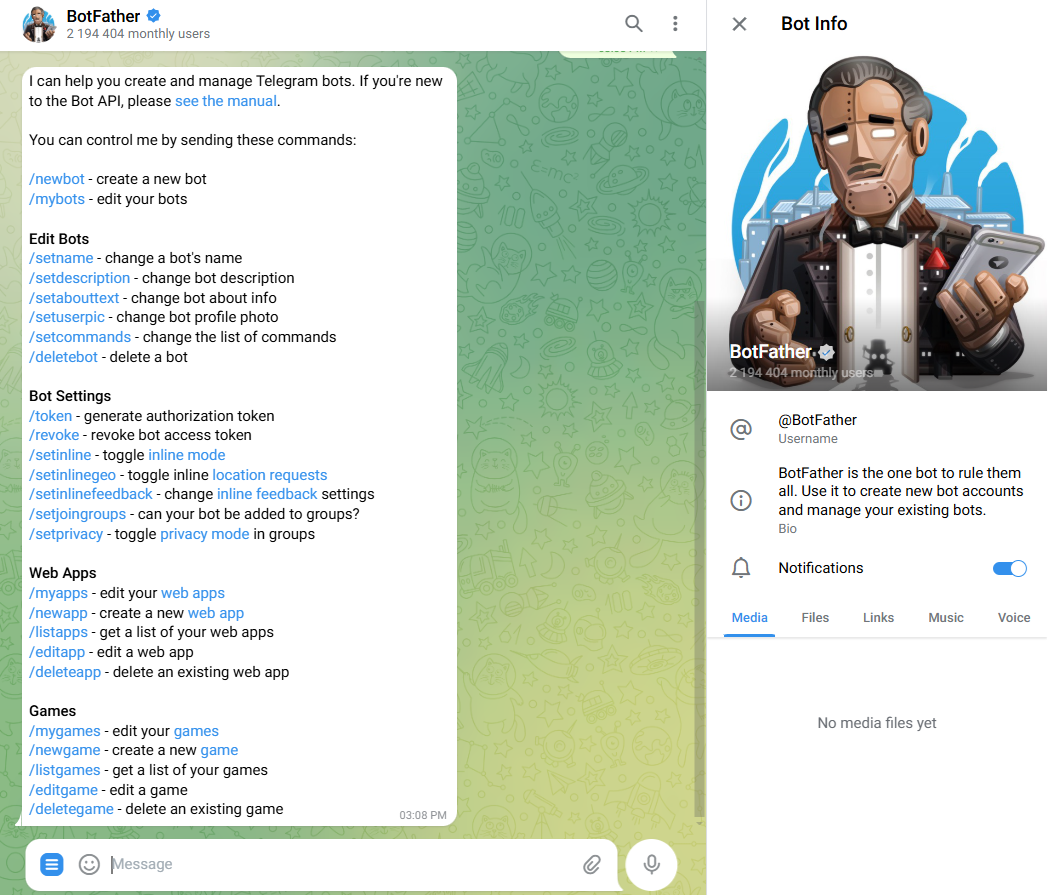 BotFather
2 194 404 monthly users
I can help you create and manage Telegram bots. If you're new
to the Bot API, please see the manual.
You can control me by sending these commands:
/newbot - create a new bot
/mybots - edit your bots
Edit Bots
/setname - change a bot's name
/setdescription - change bot description
/setabouttext - change bot about info
/setuserpic - change bot profile photo
/setcommands - change the list of commands
/deletebot - delete a bot
Bot Settings
/token - generate authorization token
/revoke - revoke bot access token
/setinline - toggle inline mode
/setinlinegeo - toggle inline location requests
/setinlinefeedback - change inline feedback settings
/setjoingroups - can your bot be added to groups?
/setprivacy - toggle privacy mode in groups
Web Apps
/myapps - edit your web apps
/newapp - create a new web app
/listapps - get a list of your web apps
/editapp - edit a web app
/deleteapp - delete an existing web app
Games
/mygames - edit your games
/newgame - create a new game
/listgames - get a list of your games
/editgame - edit a game
/deletegame - delete an existing game
03:08 PM
Message
Bot Info
BotFather
2 194 404 monthly users
@BotFather
Username
BotFather is the one bot to rule them
all. Use it to create new bot accounts
and manage your existing bots.
Bio
Notifications
Media Files Links Music Voice
No media files yet